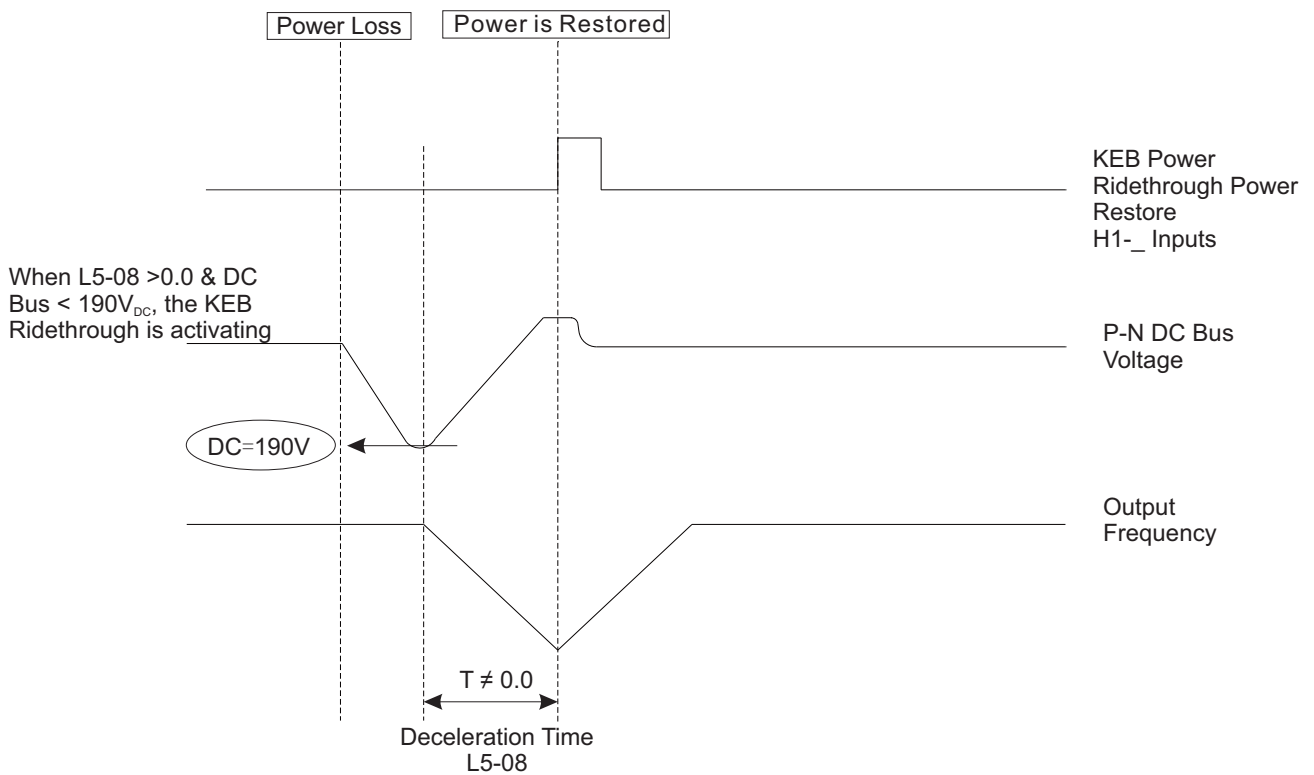 Power Loss
Power is Restored
KEB Power
Ridethrough Power
Restore
H1-_ Inputs
When L5-08 >0.0 & DC
Bus < 190VDC, the KEB
Ridethrough is activating
P-N DC Bus
Voltage
DC=190V
Output
Frequency
T ≠ 0.0
Deceleration Time
L5-08